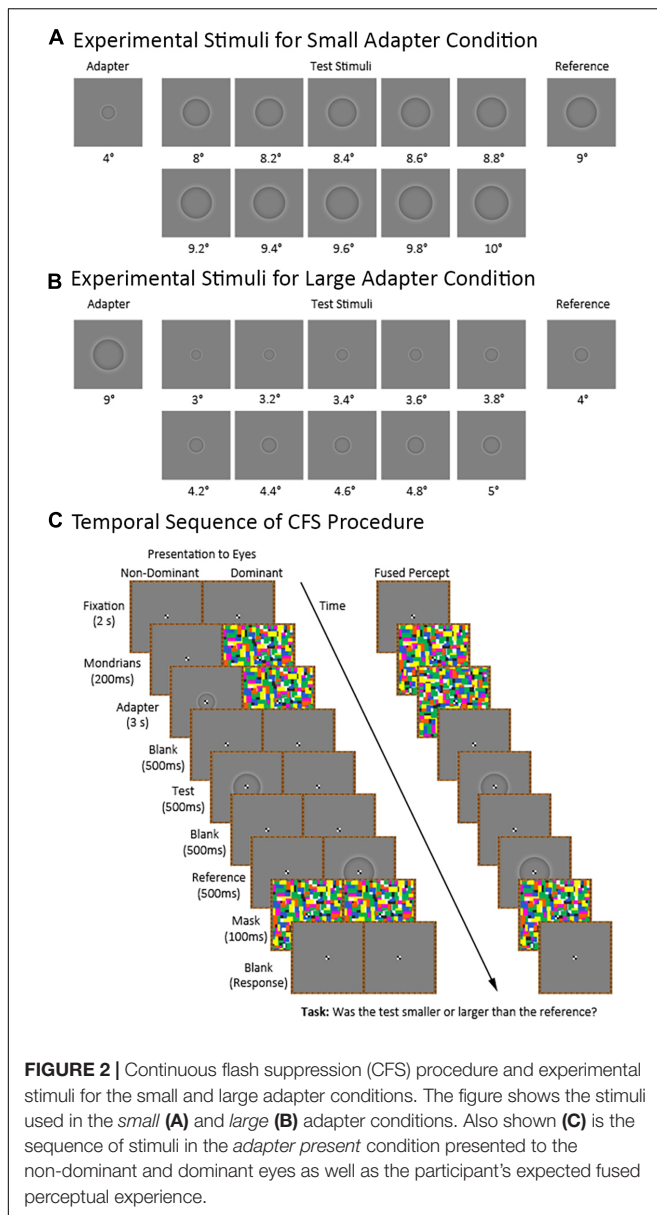 A Experimental Stimuli for Small Adapter Condition
Adapter Test Stimuli Reference
4° 8° 8.2° 8.4° 8.6° 8.8° 9°
9.2° 9.4° 9.6° 9.8° 10°
B Experimental Stimuli for Large Adapter Condition
Adapter Test Stimuli Reference
9° 3° 3.2° 3.4° 3.6° 3.8° 4°
4.2° 4.4° 4.6° 4.8° 5°
C Temporal Sequence of CFS Procedure
Presentation to Eyes
Non-Dominant Dominant Fused Percept
Time
Fixation
(2 s)
Mondrians
(200ms)
Adapter
(3 s)
Blank
(500ms)
Test
(500ms)
Blank
(500ms)
Reference
(500ms)
Mask
(100ms)
Blank
(Response)
Task: Was the test smaller or larger than the reference?
FIGURE 2 | Continuous flash suppression (CFS) procedure and experimental
stimuli for the small and large adapter conditions. The figure shows the stimuli
used in the small (A) and large (B) adapter conditions. Also shown (C) is the
sequence of stimuli in the adapter present condition presented to the
non-dominant and dominant eyes as well as the participant's expected fused
perceptual experience.